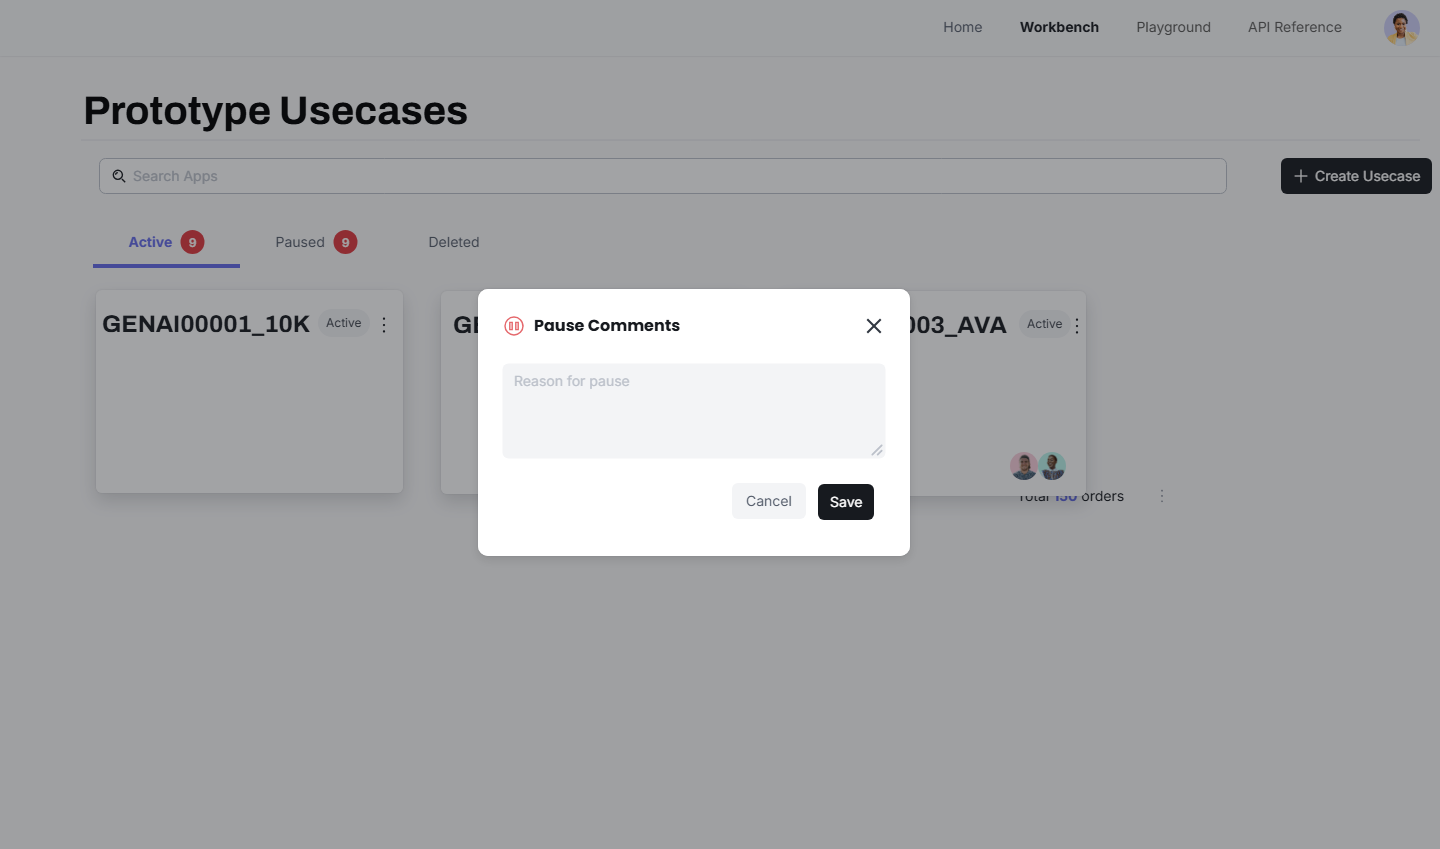 Home Workbench Playground API Reference
Prototype Usecases
Search Apps
Create Usecase
Active 9 Paused 9 Deleted
GENAI00001_10K Active
GE
003_AVA Active
Pause Comments
Reason for pause
Cancel Save
Total 150 orders